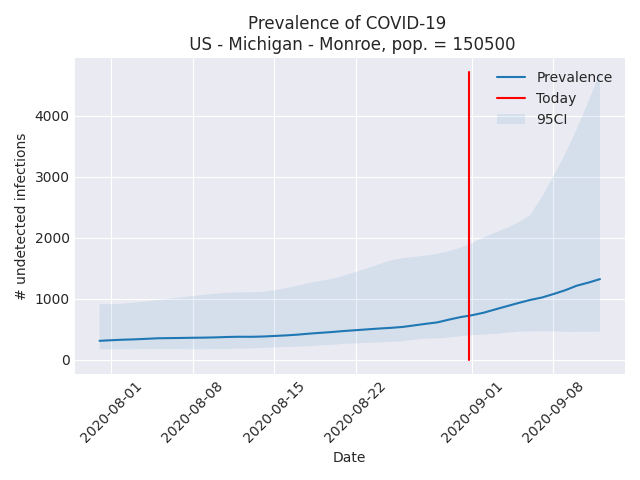 Prevalence of COVID-19
US - Michigan - Monroe, pop. = 150500
Prevalence
Today
95CI
# undetected infections
4000
3000
2000
1000
0
2020-08-01
2020-08-08
2020-08-15
2020-08-22
2020-09-01
2020-09-08
Date